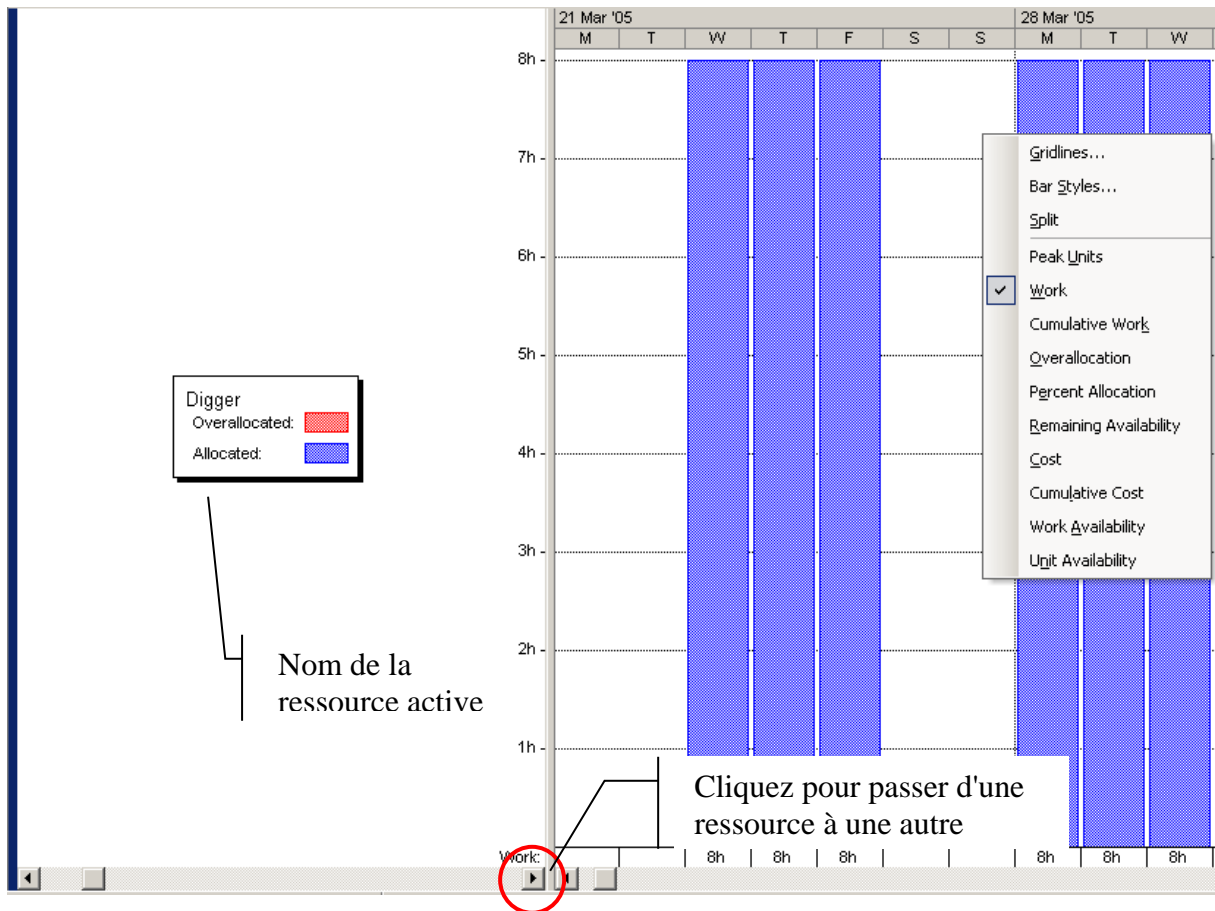 21 Mar '05 28 Mar '05
M T W T F S S M T W
8h
7h
6h
5h
4h
3h
2h
1h
Gridlines...
Bar Styles...
Split
Peak Units
Work
Cumulative Work
Overallocation
Percent Allocation
Remaining Availability
Cost
Cumulative Cost
Work Availability
Unit Availability
Digger
Overallocated:
Allocated:
Nom de la
ressource active
Cliquez pour passer d'une
ressource à une autre
Work: 8h 8h 8h 8h 8h 8h